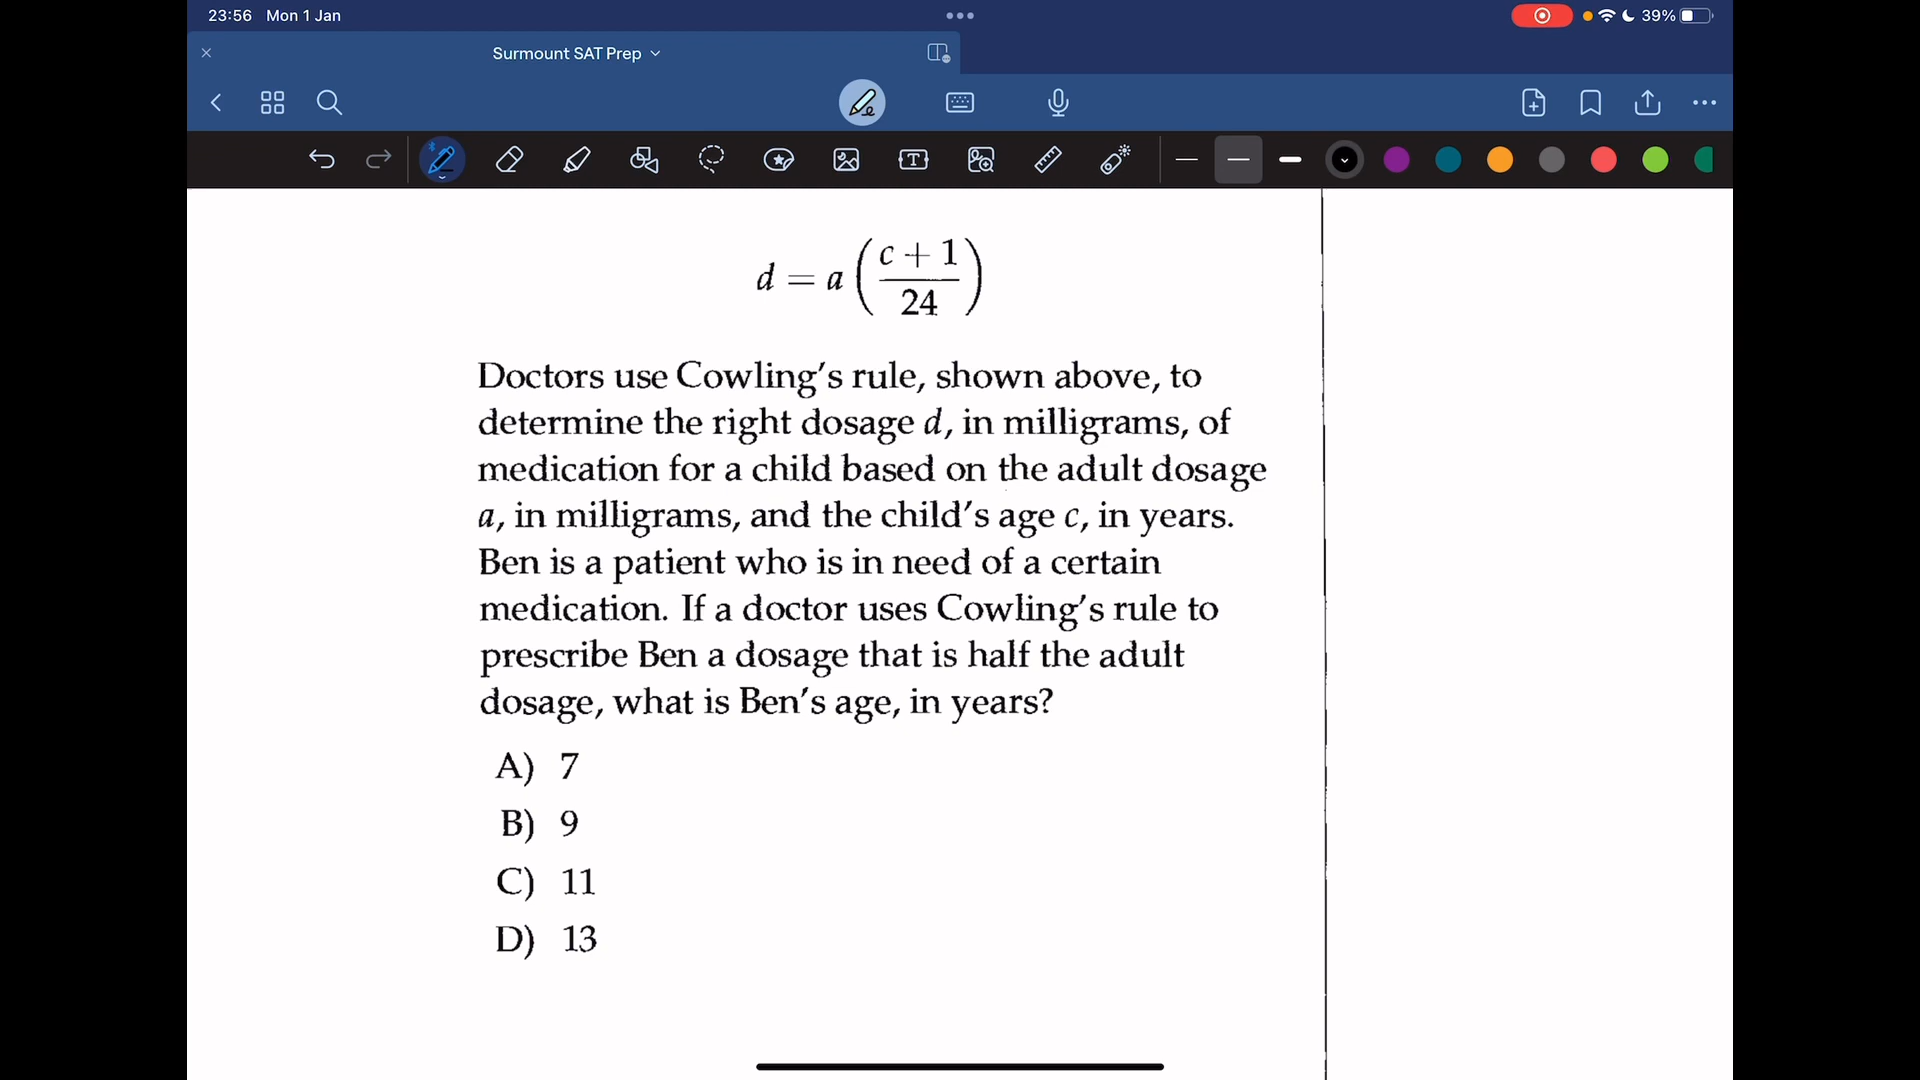 23:56 Mon 1 Jan
39%
Surmount SAT Prep
T
d = a ( (c + 1) / 24 )
Doctors use Cowling's rule, shown above, to
determine the right dosage d, in milligrams, of
medication for a child based on the adult dosage
a, in milligrams, and the child's age c, in years.
Ben is a patient who is in need of a certain
medication. If a doctor uses Cowling's rule to
prescribe Ben a dosage that is half the adult
dosage, what is Ben's age, in years?
A) 7
B) 9
C) 11
D) 13